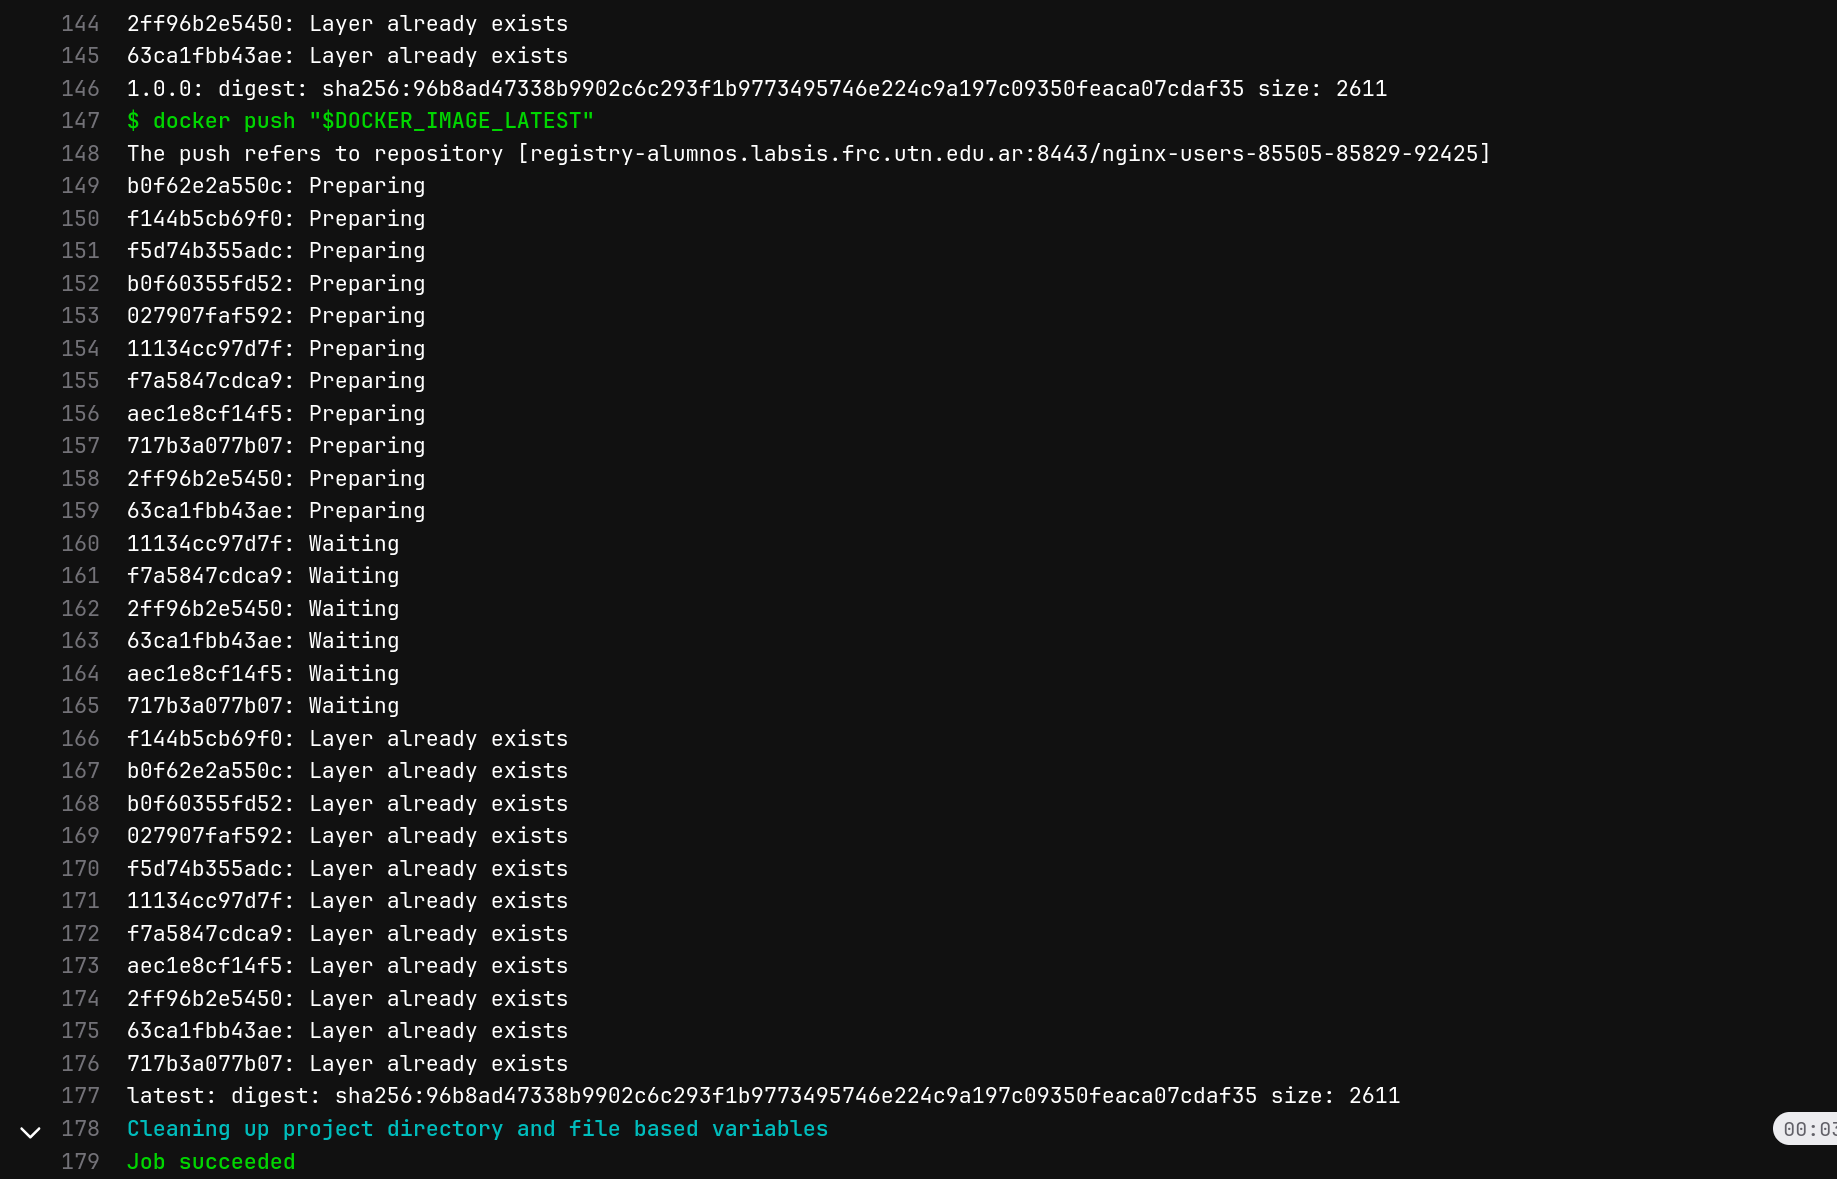 144 2ff96b2e5450: Layer already exists
145 63ca1fbb43ae: Layer already exists
146 1.0.0: digest: sha256:96b8ad47338b9902c6c293f1b9773495746e224c9a197c09350feaca07cdaf35 size: 2611
147 $ docker push "$DOCKER_IMAGE_LATEST"
148 The push refers to repository [registry-alumnos.labsis.frc.utn.edu.ar:8443/nginx-users-85505-85829-92425]
149 b0f62e2a550c: Preparing
150 f144b5cb69f0: Preparing
151 f5d74b355adc: Preparing
152 b0f60355fd52: Preparing
153 027907faf592: Preparing
154 11134cc97d7f: Preparing
155 f7a5847cdca9: Preparing
156 aec1e8cf14f5: Preparing
157 717b3a077b07: Preparing
158 2ff96b2e5450: Preparing
159 63ca1fbb43ae: Preparing
160 11134cc97d7f: Waiting
161 f7a5847cdca9: Waiting
162 2ff96b2e5450: Waiting
163 63ca1fbb43ae: Waiting
164 aec1e8cf14f5: Waiting
165 717b3a077b07: Waiting
166 f144b5cb69f0: Layer already exists
167 b0f62e2a550c: Layer already exists
168 b0f60355fd52: Layer already exists
169 027907faf592: Layer already exists
170 f5d74b355adc: Layer already exists
171 11134cc97d7f: Layer already exists
172 f7a5847cdca9: Layer already exists
173 aec1e8cf14f5: Layer already exists
174 2ff96b2e5450: Layer already exists
175 63ca1fbb43ae: Layer already exists
176 717b3a077b07: Layer already exists
177 latest: digest: sha256:96b8ad47338b9902c6c293f1b9773495746e224c9a197c09350feaca07cdaf35 size: 2611
178 Cleaning up project directory and file based variables 00:03
179 Job succeeded